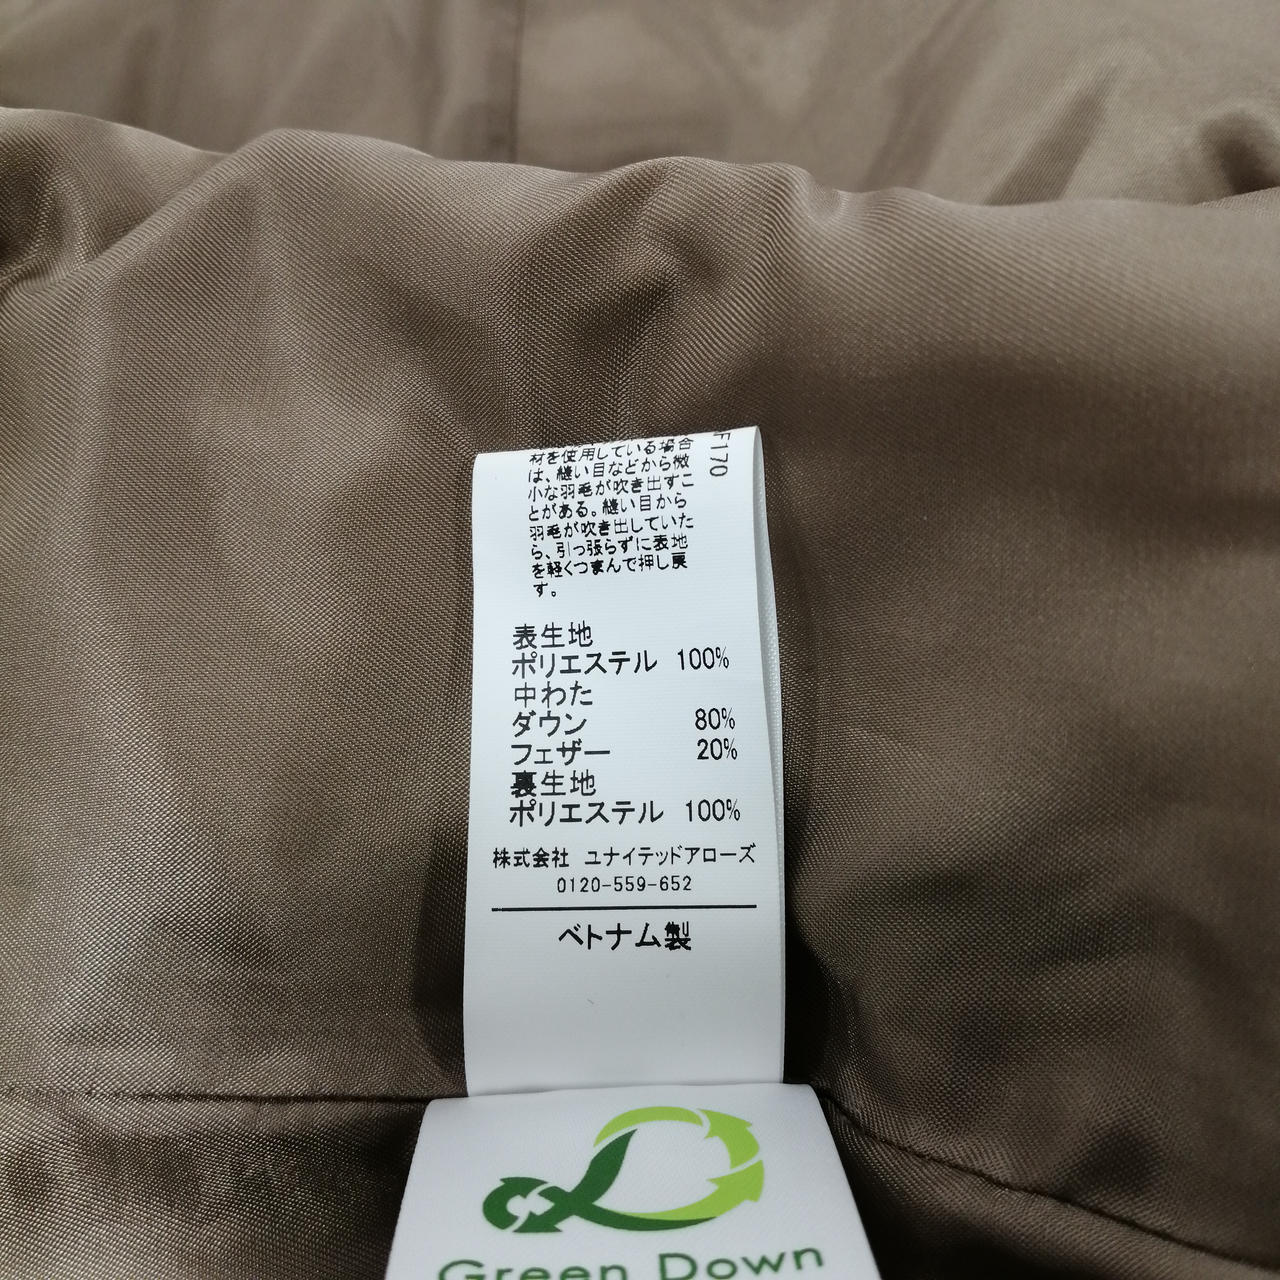 材を使用している場合
は、縫い目などから微
小な羽毛が吹き出すこ
とがある。縫い目から
羽毛が吹き出していた
ら、引っ張らずに表地
を軽くつまんで押し戻
す。
F170
表生地
ポリエステル 100%
中わた
ダウン 80%
フェザー 20%
裏生地
ポリエステル 100%
株式会社 ユナイテッドアローズ
0120-559-652
ベトナム製
Green Down